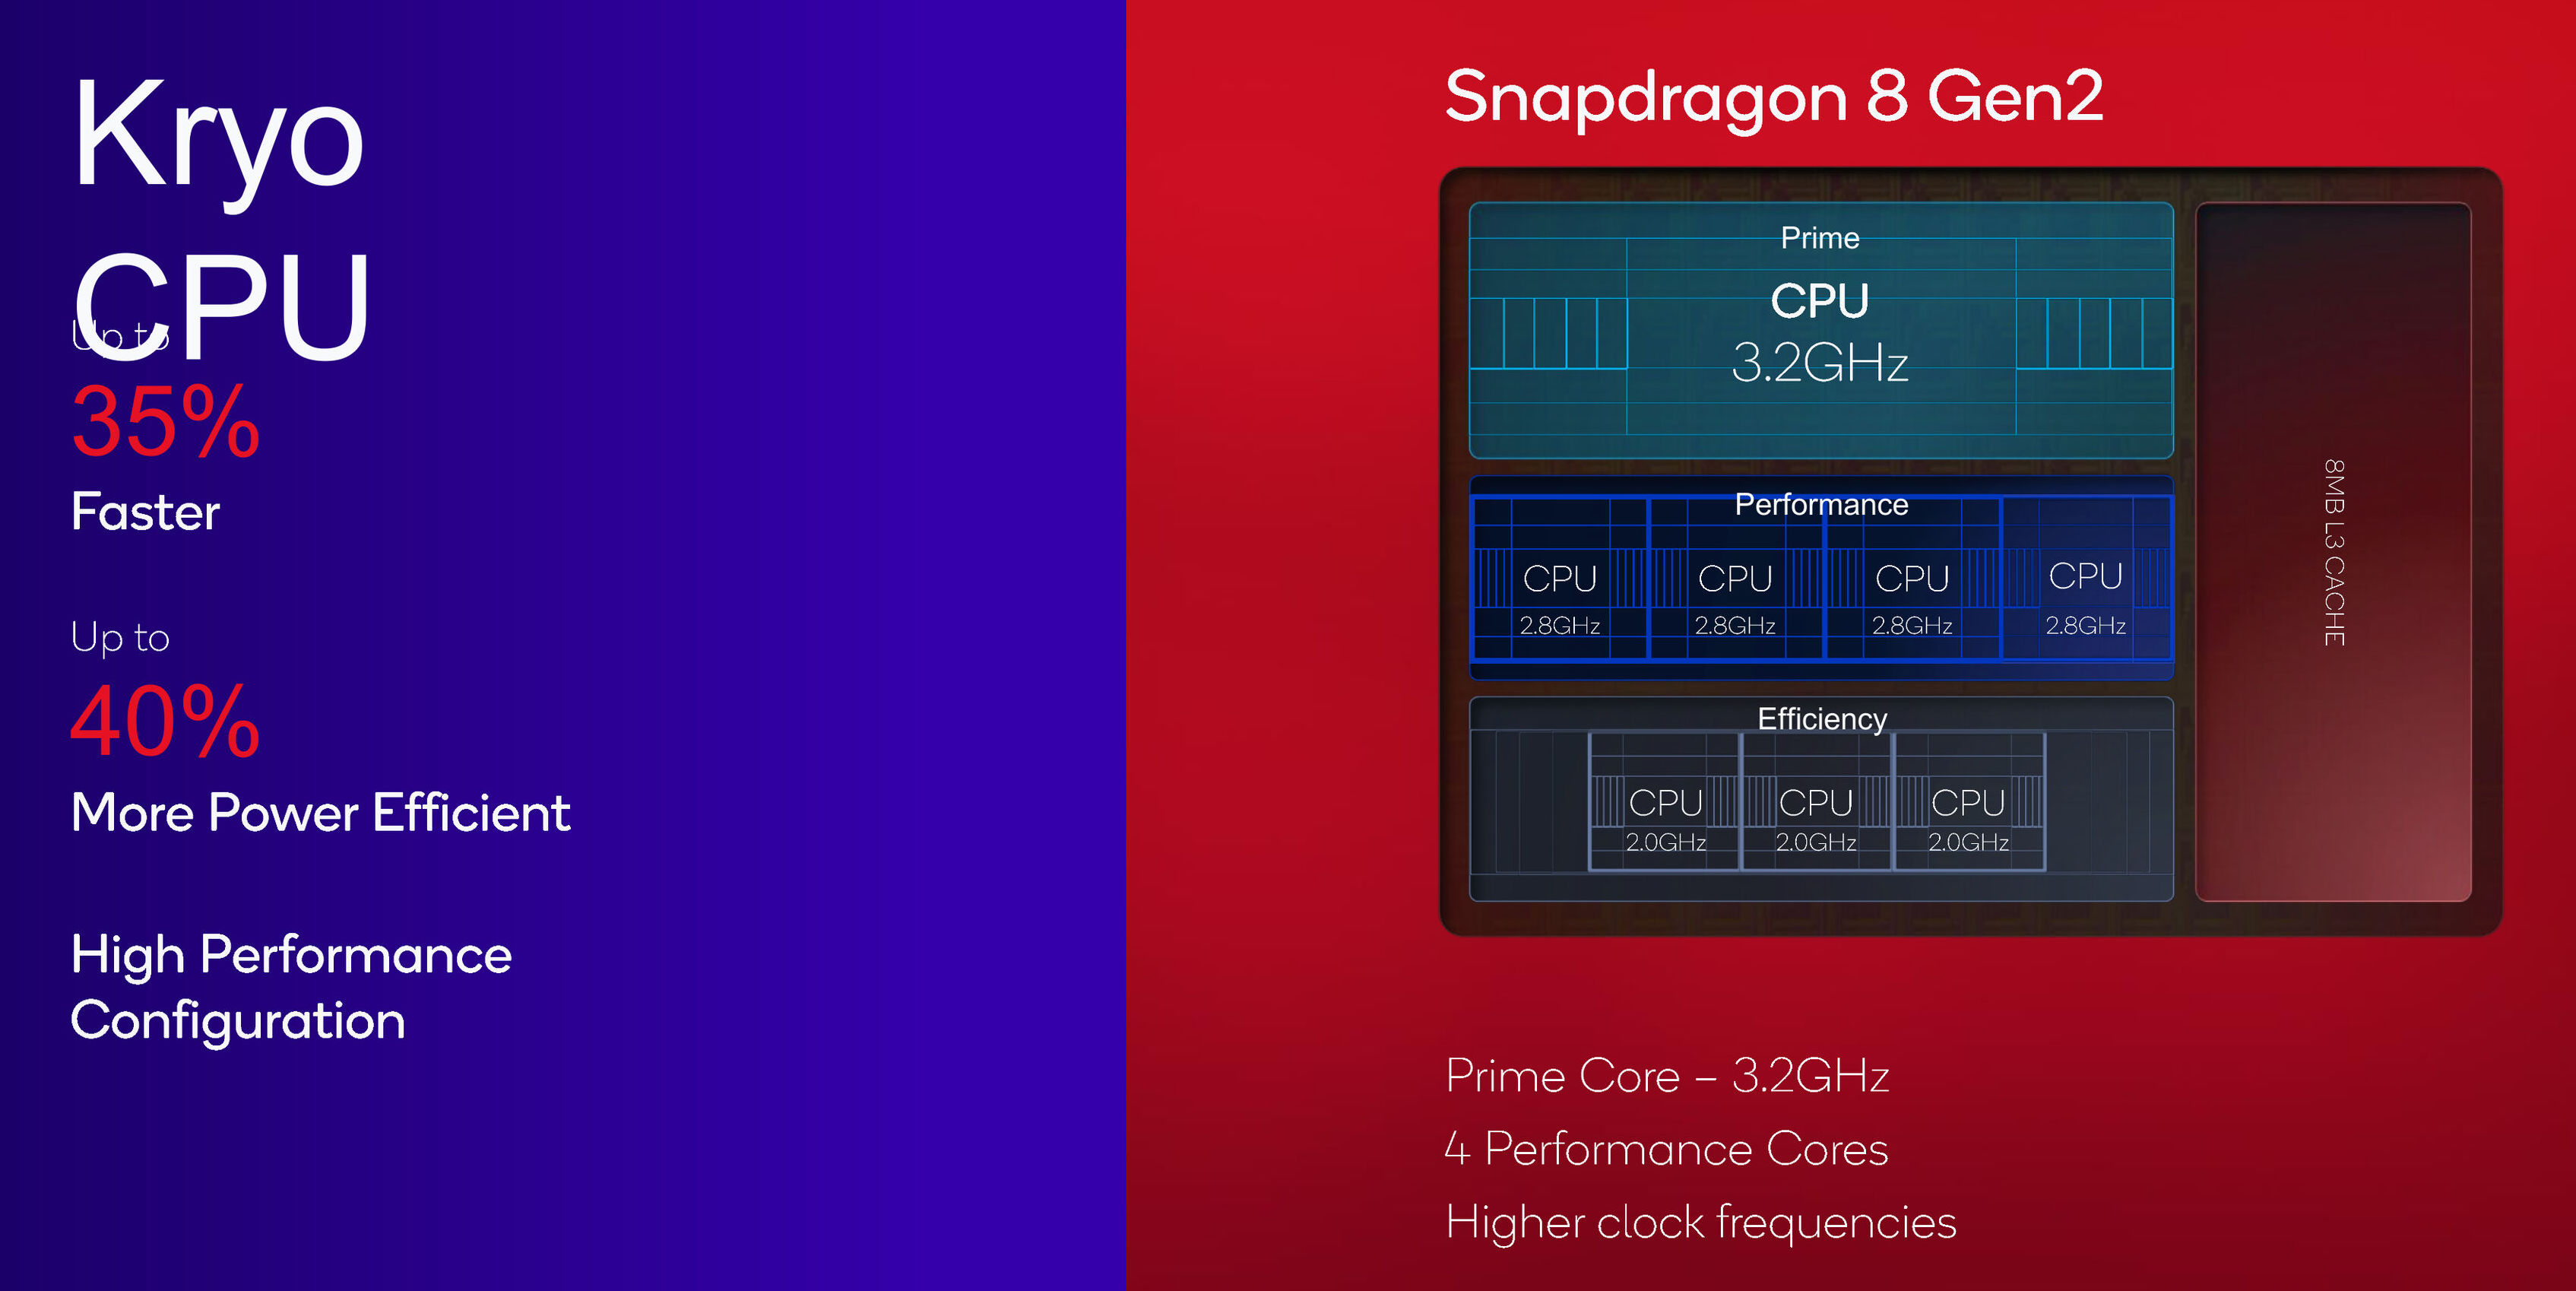 Kryo
CPU
Up to
35%
Faster
Up to
40%
More Power Efficient
High Performance
Configuration
Snapdragon 8 Gen2
Prime
CPU
3.2GHz
Performance
CPU CPU CPU CPU
2.8GHz 2.8GHz 2.8GHz 2.8GHz
Efficiency
CPU CPU CPU
2.0GHz 2.0GHz 2.0GHz
8MB L3 CACHE
Prime Core – 3.2GHz
4 Performance Cores
Higher clock frequencies